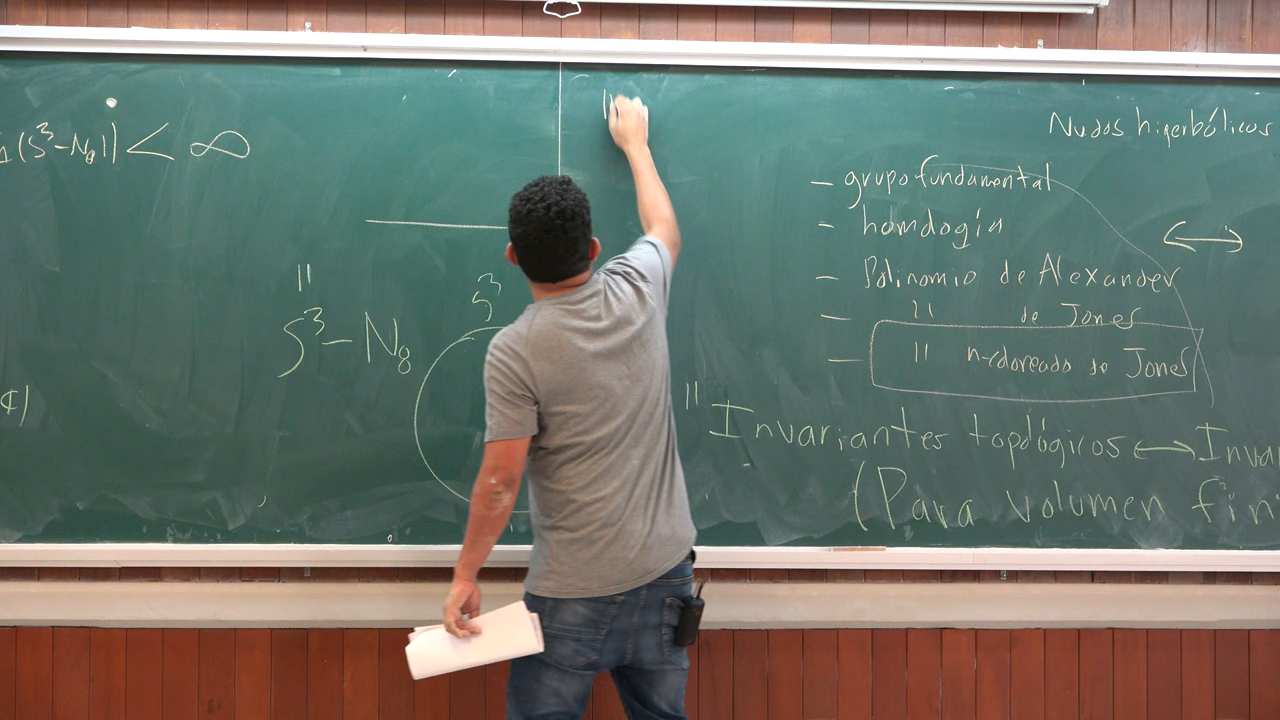 (S³-N₈)| < ∞
"
S³-N₈
S³
Nudos hiperbólicos
- grupo fundamental
- homología
- Polinomio de Alexander
- " de Jones
- " n-coloreado de Jones
" Invariantes topológicos ↔ Invar
(Para volumen fin